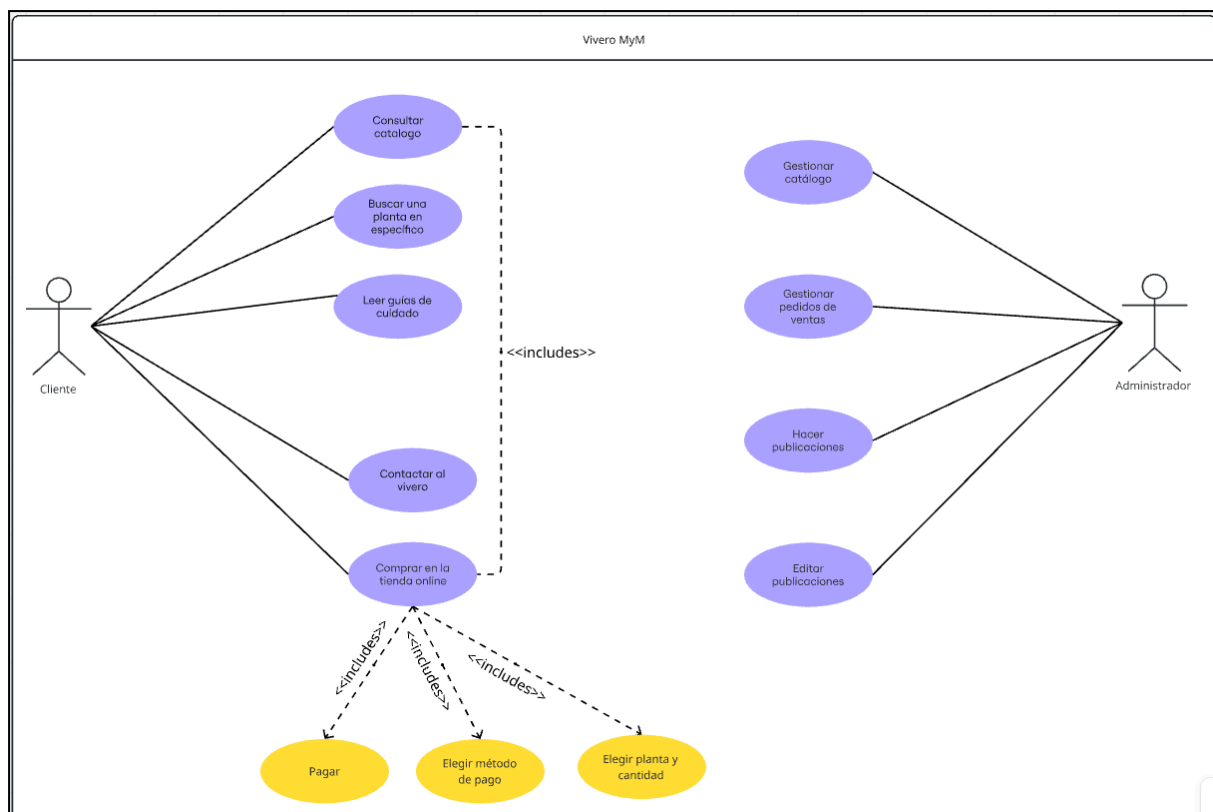 Vivero MyM
Consultar
catalogo
Buscar una
planta en
específico
Leer guías de
cuidado
<<includes>>
Cliente
Contactar al
vivero
Comprar en la
tienda online
<<includes>>
<<includes>>
<<includes>>
Pagar
Elegir método
de pago
Elegir planta y
cantidad
Gestionar
catálogo
Gestionar
pedidos de
ventas
Hacer
publicaciones
Editar
publicaciones
Administrador